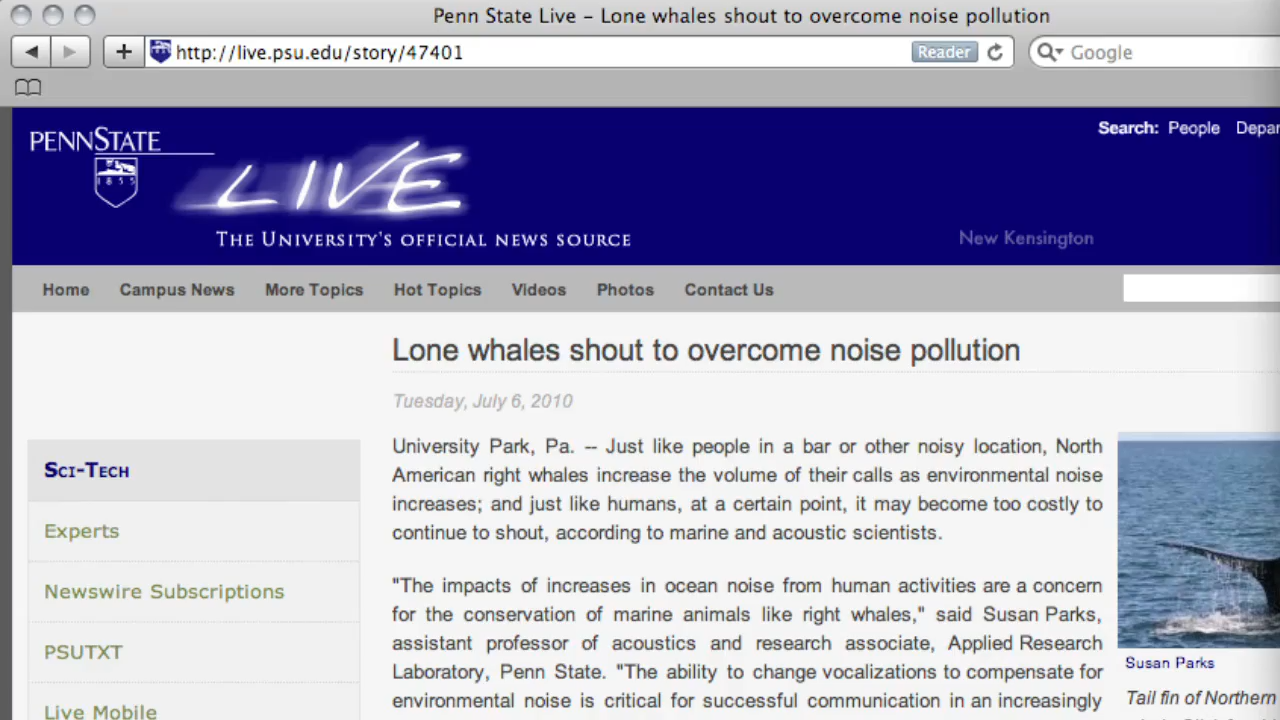 Penn State Live – Lone whales shout to overcome noise pollution
http://live.psu.edu/story/47401
Reader
Google
Search: People
PENNSTATE
1855
LIVE
The University's official news source
New Kensington
Home Campus News More Topics Hot Topics Videos Photos Contact Us
Lone whales shout to overcome noise pollution
Tuesday, July 6, 2010
Sci-Tech
Experts
Newswire Subscriptions
PSUTXT
Live Mobile
University Park, Pa. -- Just like people in a bar or other noisy location, North
American right whales increase the volume of their calls as environmental noise
increases; and just like humans, at a certain point, it may become too costly to
continue to shout, according to marine and acoustic scientists.
"The impacts of increases in ocean noise from human activities are a concern
for the conservation of marine animals like right whales," said Susan Parks,
assistant professor of acoustics and research associate, Applied Research
Laboratory, Penn State. "The ability to change vocalizations to compensate for
environmental noise is critical for successful communication in an increasingly
Susan Parks
Tail fin of Northern